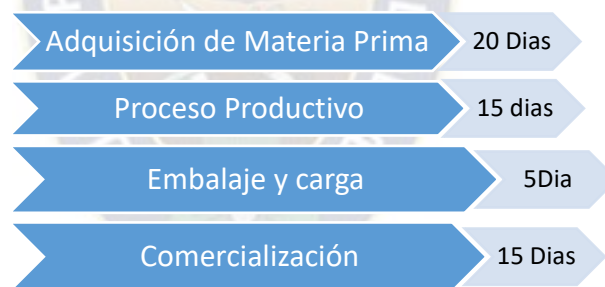 Adquisición de Materia Prima 20 Dias
Proceso Productivo 15 dias
Embalaje y carga 5Dia
Comercialización 15 Dias